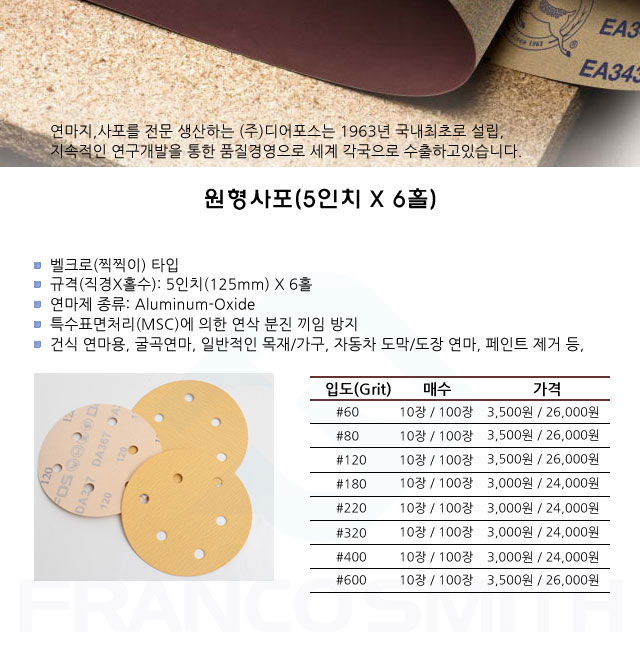 EA34
EA343
since 1963
연마지,사포를 전문 생산하는 (주)디어포스는 1963년 국내최초로 설립,
지속적인 연구개발을 통한 품질경영으로 세계 각국으로 수출하고있습니다.
원형사포(5인치 X 6홀)
벨크로(찍찍이) 타입
규격(직경X홀수): 5인치(125mm) X 6홀
연마제 종류: Aluminum-Oxide
특수표면처리(MSC)에 의한 연삭 분진 끼임 방지
건식 연마용, 굴곡연마, 일반적인 목재/가구, 자동차 도막/도장 연마, 페인트 제거 등,
120
DA367
120
120
DA367
120
입도(Grit) 매수 가격
#60 10장 / 100장 3,500원 / 26,000원
#80 10장 / 100장 3,500원 / 26,000원
#120 10장 / 100장 3,500원 / 26,000원
#180 10장 / 100장 3,000원 / 24,000원
#220 10장 / 100장 3,000원 / 24,000원
#320 10장 / 100장 3,000원 / 24,000원
#400 10장 / 100장 3,000원 / 24,000원
#600 10장 / 100장 3,500원 / 26,000원
FRANCO SMITH